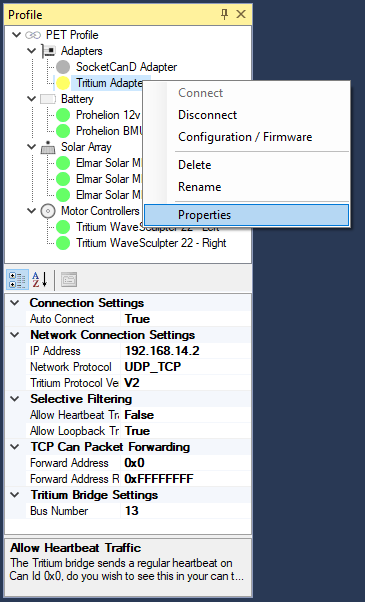 Profile
PET Profile
Adapters
SocketCanD Adapter
Tritium Adapte
Connect
Disconnect
Configuration / Firmware
Delete
Rename
Properties
Battery
Prohelion 12v
Prohelion BMU
Solar Array
Elmar Solar M
Elmar Solar M
Elmar Solar M
Motor Controllers
Tritium WaveSculpter 22 - Left
Tritium WaveSculpter 22 - Right
Connection Settings
Auto Connect True
Network Connection Settings
IP Address 192.168.14.2
Network Protocol UDP_TCP
Tritium Protocol Ve V2
Selective Filtering
Allow Heartbeat Tra False
Allow Loopback Tr True
TCP Can Packet Forwarding
Forward Address 0x0
Forward Address R 0xFFFFFFFF
Tritium Bridge Settings
Bus Number 13
Allow Heartbeat Traffic
The Tritium bridge sends a regular heartbeat on
Can Id 0x0, do you wish to see this in your can t...